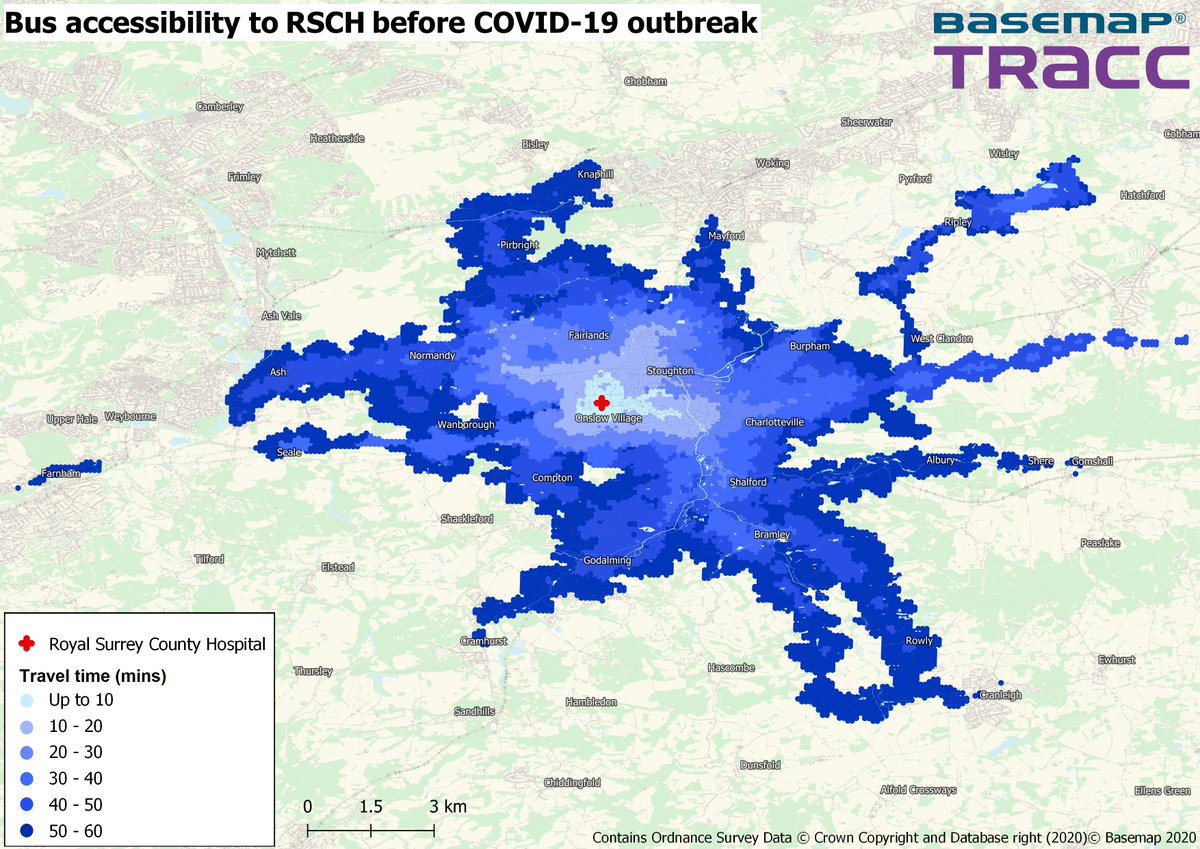 Bus accessibility to RSCH before COVID-19 outbreak
BASEMAP®
TRACC
Chobham
Camberley
Sheerwater
Cobham
Heatherside
Bisley
Wisley
Woking
Knaphill
Frimley
Pyrford
Hatchford
Ripley
Mayford
Pirbright
Mytchett
Ash Vale
Fairlands
West Clandon
Burpham
Normandy
Ash
Stoughton
Upper Hale
Weybourne
Onslow Village
Wanborough
Charlotteville
Seale
Albury
Shere
Gomshall
Farnham
Compton
Shalford
Shackleford
Bramley
Peaslake
Tilford
Elstead
Godalming
Cramhurst
Rowly
Ewhurst
Thursley
Hascombe
Cranleigh
Hambledon
Sandhills
Dunsfold
Chiddingfold
Alfold Crossways
Ellens Green
Royal Surrey County Hospital
Travel time (mins)
Up to 10
10 - 20
20 - 30
30 - 40
40 - 50
50 - 60
0 1.5 3 km
Contains Ordnance Survey Data © Crown Copyright and Database right (2020)© Basemap 2020